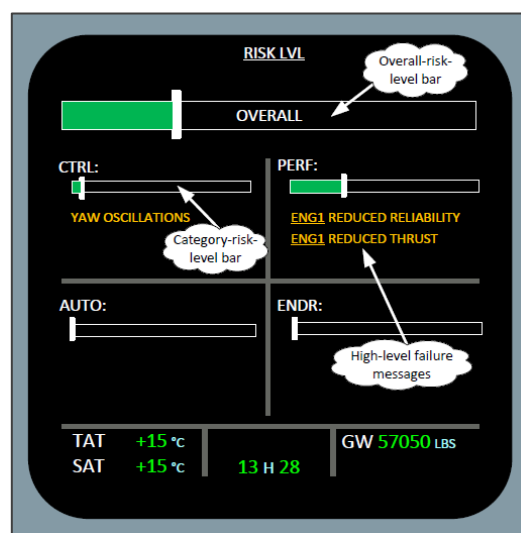 RISK LVL
Overall-risk-
level bar
OVERALL
CTRL:
YAW OSCILLATIONS
Category-risk-
level bar
PERF:
ENG1 REDUCED RELIABILITY
ENG1 REDUCED THRUST
AUTO:
ENDR:
High-level failure
messages
TAT +15 °C
SAT +15 °C
13 H 28
GW 57050 LBS